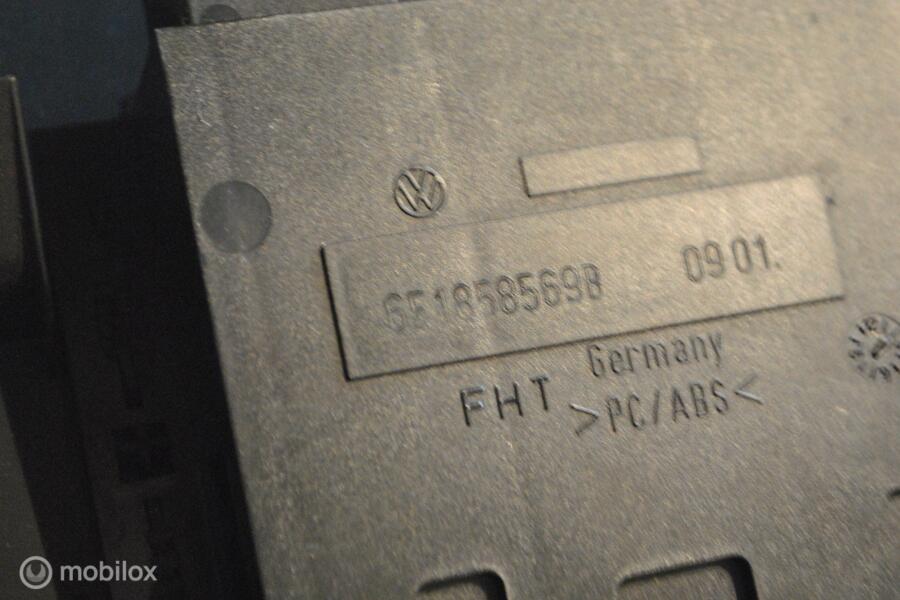 6E1858569B 09 01.
Germany
FHT >PC/ABS<
mobilox